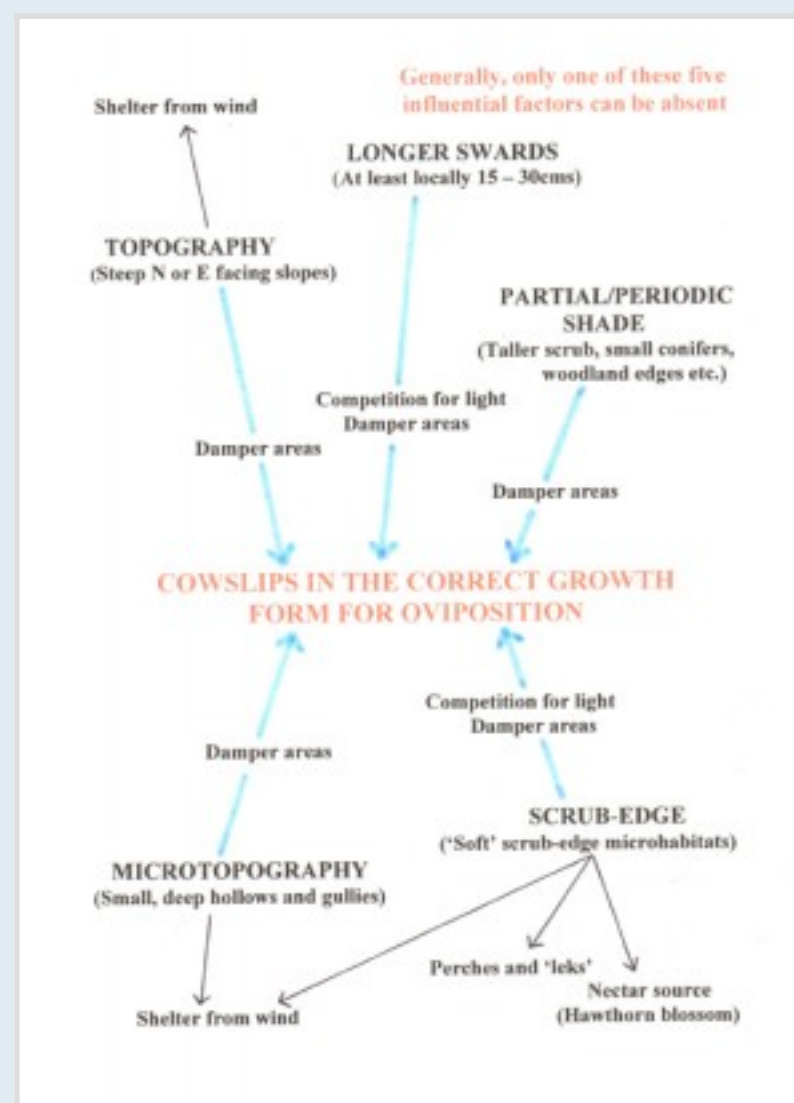 Generally, only one of these five
influential factors can be absent
Shelter from wind
LONGER SWARDS
(At least locally 15 – 30cms)
TOPOGRAPHY
(Steep N or E facing slopes)
PARTIAL/PERIODIC
SHADE
(Taller scrub, small conifers,
woodland edges etc.)
Competition for light
Damper areas
Damper areas
Damper areas
COWSLIPS IN THE CORRECT GROWTH
FORM FOR OVIPOSITION
Competition for light
Damper areas
Damper areas
SCRUB-EDGE
('Soft' scrub-edge microhabitats)
MICROTOPOGRAPHY
(Small, deep hollows and gullies)
Perches and 'leks'
Nectar source
(Hawthorn blossom)
Shelter from wind